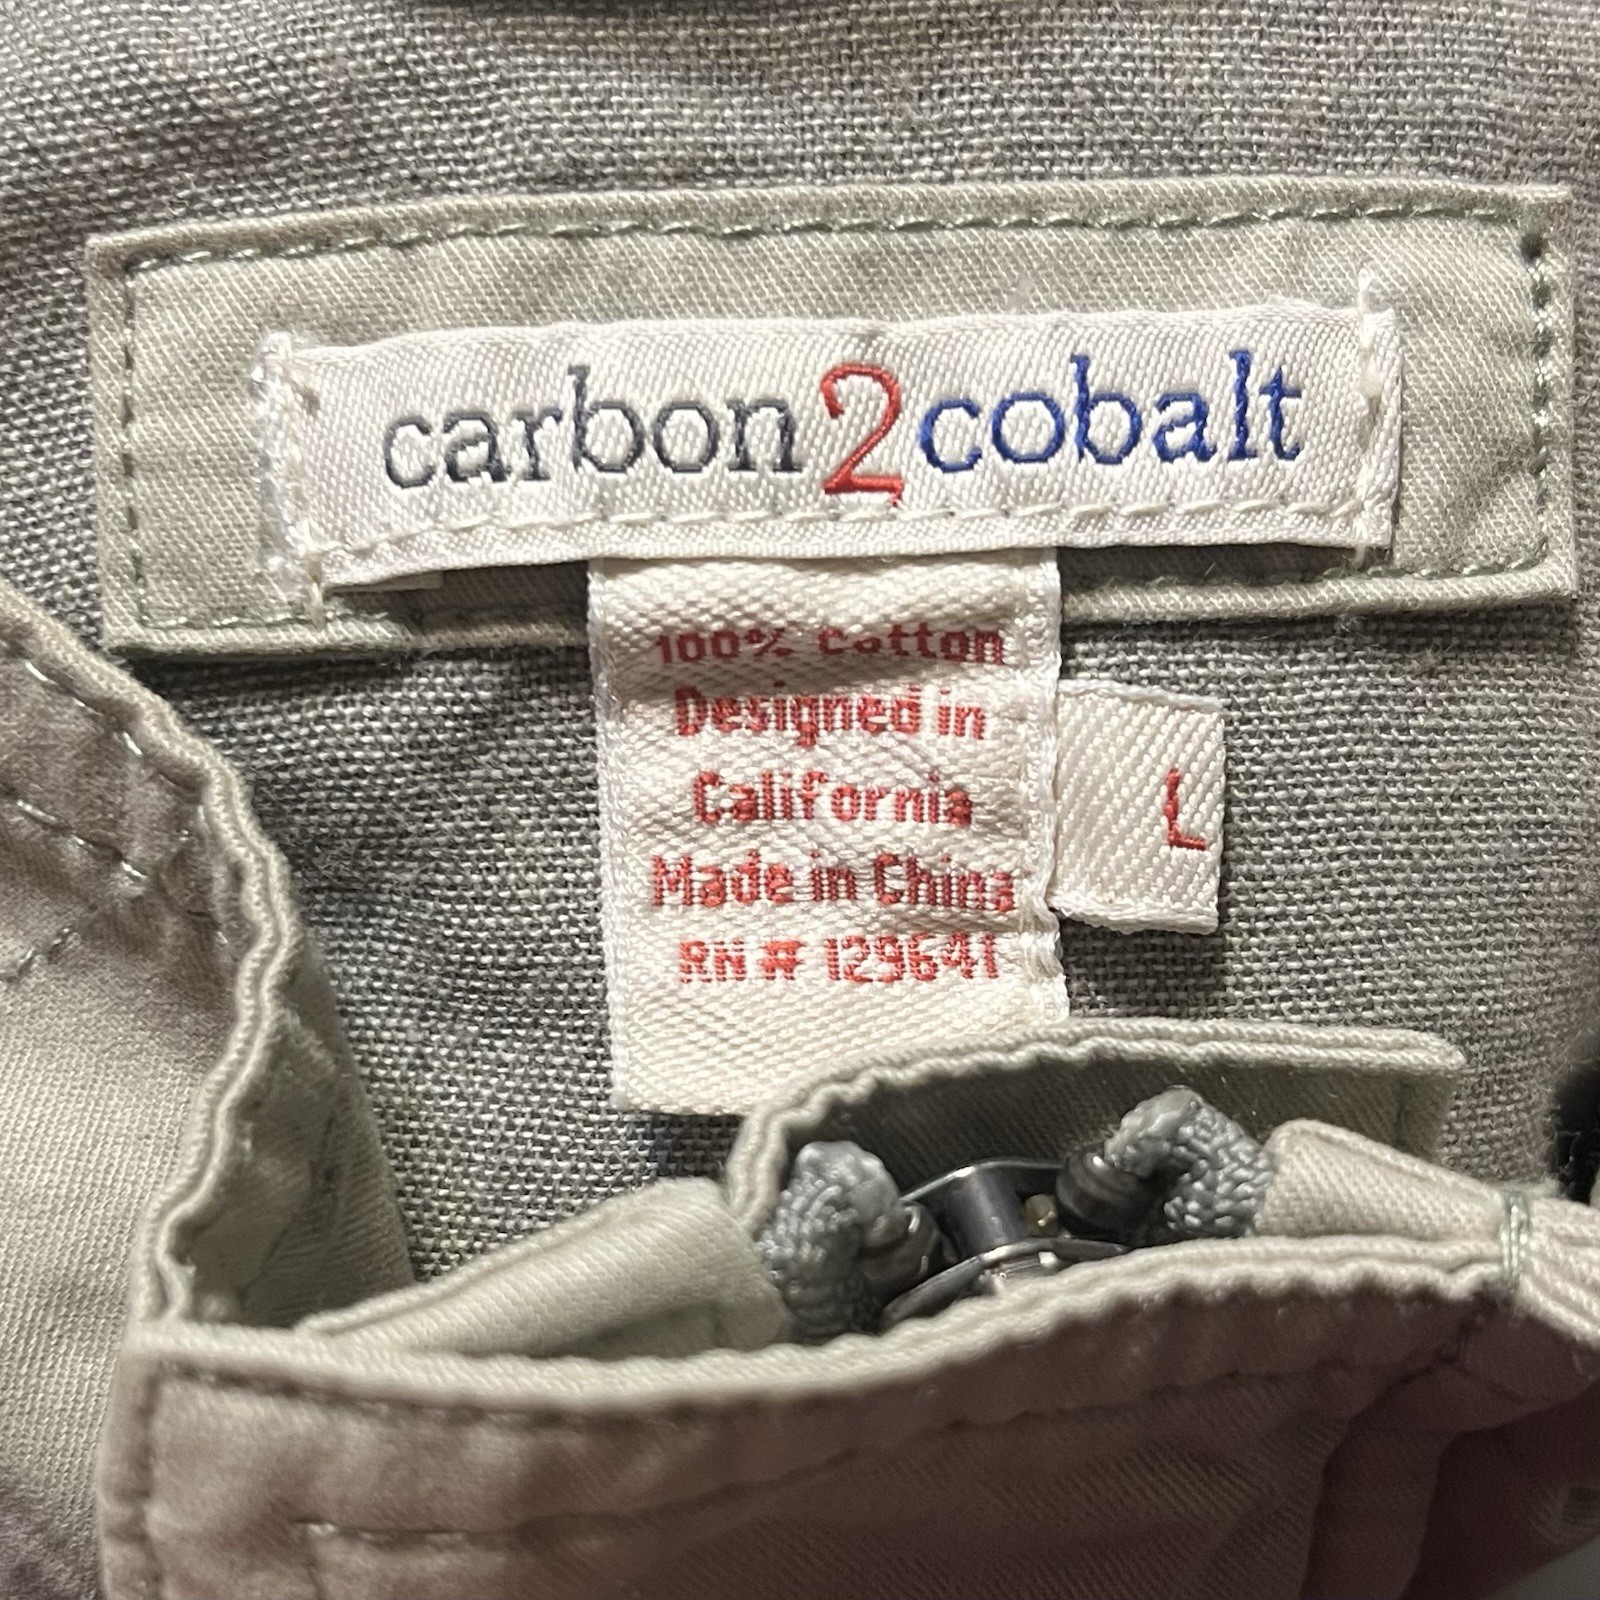 carbon2cobalt
100% cotton
Designed in
California
Made in China
RN # 129641
L